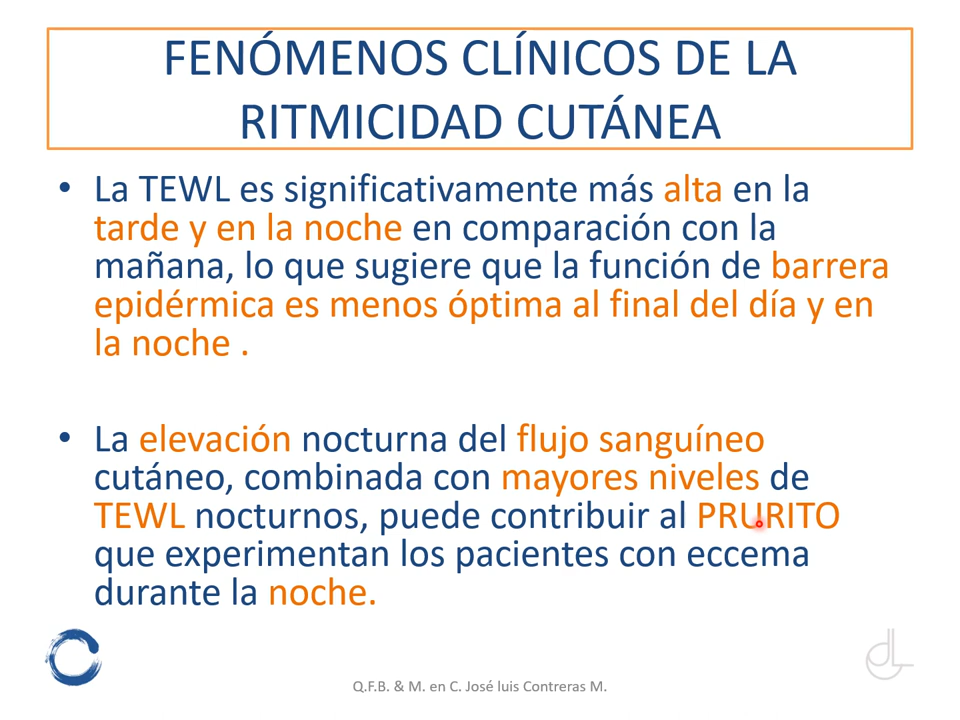 FENÓMENOS CLÍNICOS DE LA
RITMICIDAD CUTÁNEA
• La TEWL es significativamente más alta en la
tarde y en la noche en comparación con la
mañana, lo que sugiere que la función de barrera
epidérmica es menos óptima al final del día y en
la noche .
• La elevación nocturna del flujo sanguíneo
cutáneo, combinada con mayores niveles de
TEWL nocturnos, puede contribuir al PRURITO
que experimentan los pacientes con eccema
durante la noche.
Q.F.B. & M. en C. José luis Contreras M.